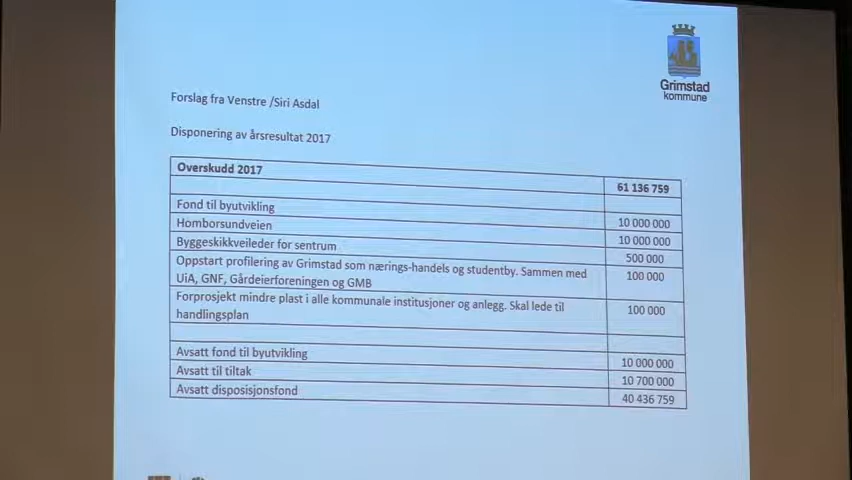 Grimstad
kommune
Forslag fra Venstre /Siri Asdal
Disponering av årsresultat 2017
Overskudd 2017
61 136 759
Fond til byutvikling 10 000 000
Homborsundveien 10 000 000
Byggeskikkveileder for sentrum 500 000
Oppstart profilering av Grimstad som nærings-handels og studentby. Sammen med 100 000
UiA, GNF, Gårdeierforeningen og GMB
Forprosjekt mindre plast i alle kommunale institusjoner og anlegg. Skal lede til 100 000
handlingsplan
Avsatt fond til byutvikling 10 000 000
Avsatt til tiltak 10 700 000
Avsatt disposisjonsfond 40 436 759